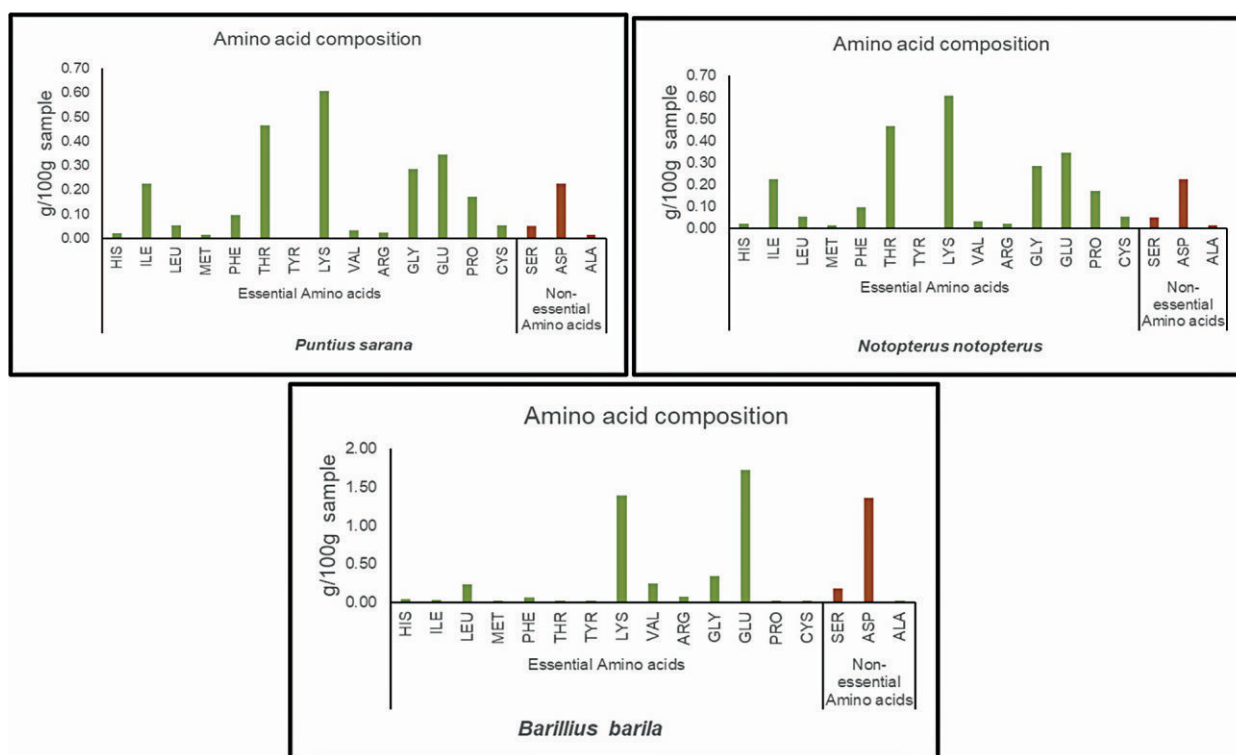 Amino acid composition
g/100g sample
0.70
0.60
0.50
0.40
0.30
0.20
0.10
0.00
HIS
ILE
LEU
MET
PHE
THR
TYR
LYS
VAL
ARG
GLY
GLU
PRO
CYS
SER
ASP
ALA
Essential Amino acids
Non-
essential
Amino acids
Puntius sarana
Amino acid composition
g/100g sample
0.70
0.60
0.50
0.40
0.30
0.20
0.10
0.00
HIS
ILE
LEU
MET
PHE
THR
TYR
LYS
VAL
ARG
GLY
GLU
PRO
CYS
SER
ASP
ALA
Essential Amino acids
Non-
essential
Amino acids
Notopterus notopterus
Amino acid composition
g/100g sample
2.00
1.50
1.00
0.50
0.00
HIS
ILE
LEU
MET
PHE
THR
TYR
LYS
VAL
ARG
GLY
GLU
PRO
CYS
SER
ASP
ALA
Essential Amino acids
Non-
essential
Amino acids
Barillius barila